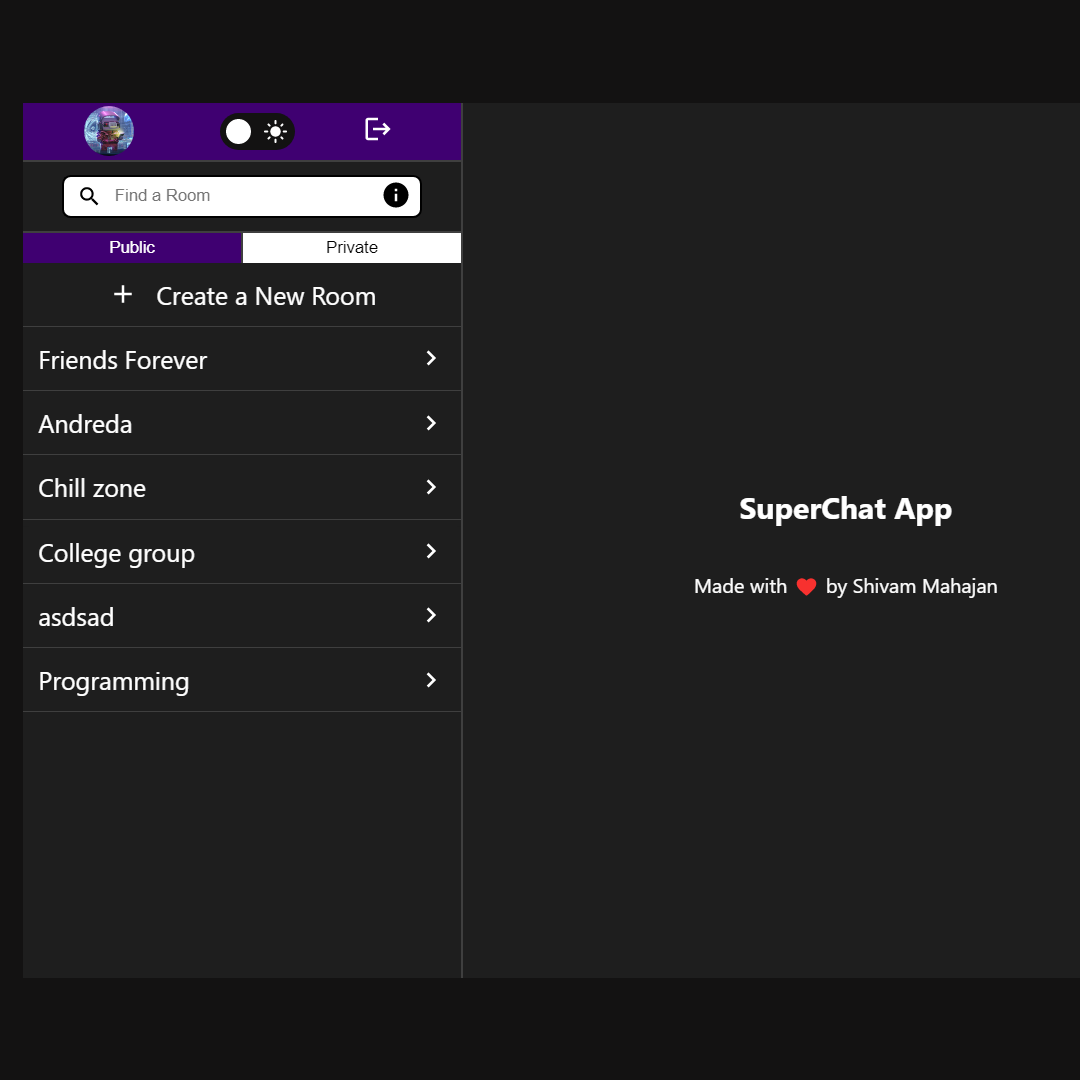 Find a Room
Public
Private
Create a New Room
Friends Forever
Andreda
Chill zone
College group
asdsad
Programming
SuperChat App
Made with ❤ by Shivam Mahajan